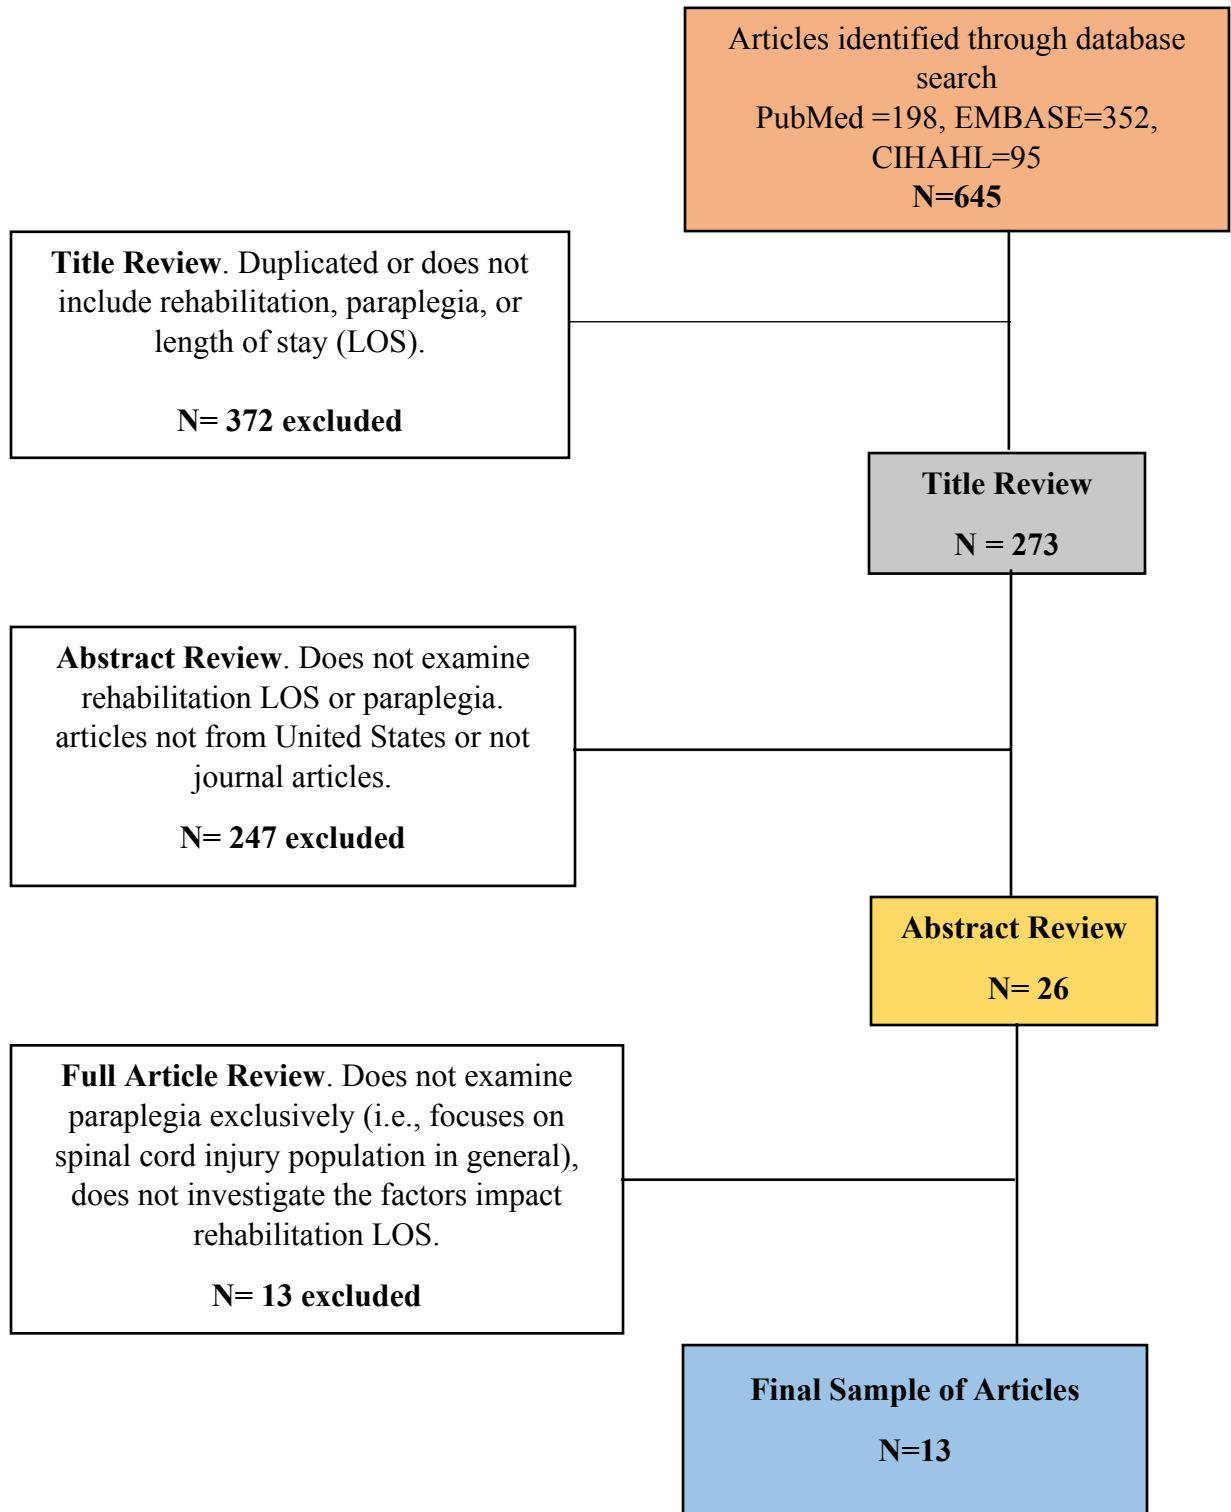 Articles identified through database
search
PubMed =198, EMBASE=352,
CIHAHL=95
N=645
Title Review. Duplicated or does not
include rehabilitation, paraplegia, or
length of stay (LOS).
N= 372 excluded
Title Review
N = 273
Abstract Review. Does not examine
rehabilitation LOS or paraplegia.
articles not from United States or not
journal articles.
N= 247 excluded
Abstract Review
N= 26
Full Article Review. Does not examine
paraplegia exclusively (i.e., focuses on
spinal cord injury population in general),
does not investigate the factors impact
rehabilitation LOS.
N= 13 excluded
Final Sample of Articles
N=13